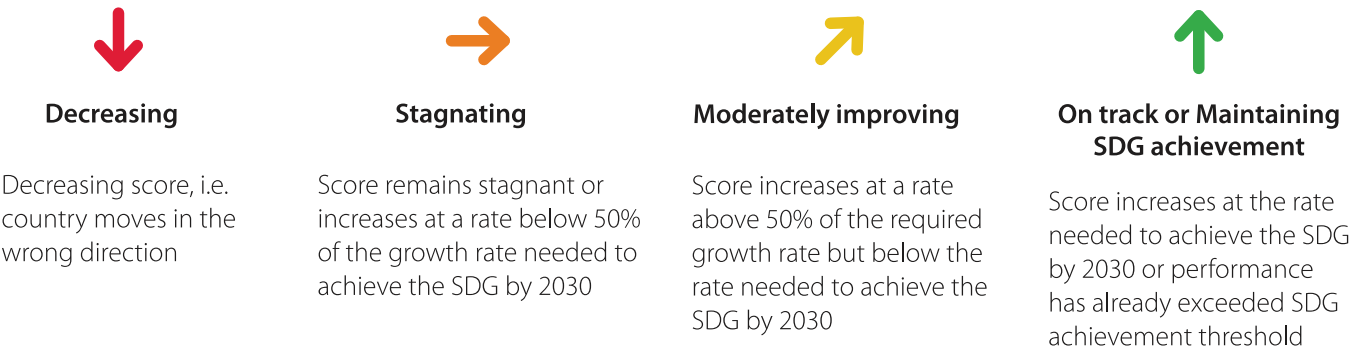 Decreasing
Decreasing score, i.e.
country moves in the
wrong direction
Stagnating
Score remains stagnant or
increases at a rate below 50%
of the growth rate needed to
achieve the SDG by 2030
Moderately improving
Score increases at a rate
above 50% of the required
growth rate but below the
rate needed to achieve the
SDG by 2030
On track or Maintaining
SDG achievement
Score increases at the rate
needed to achieve the SDG
by 2030 or performance
has already exceeded SDG
achievement threshold